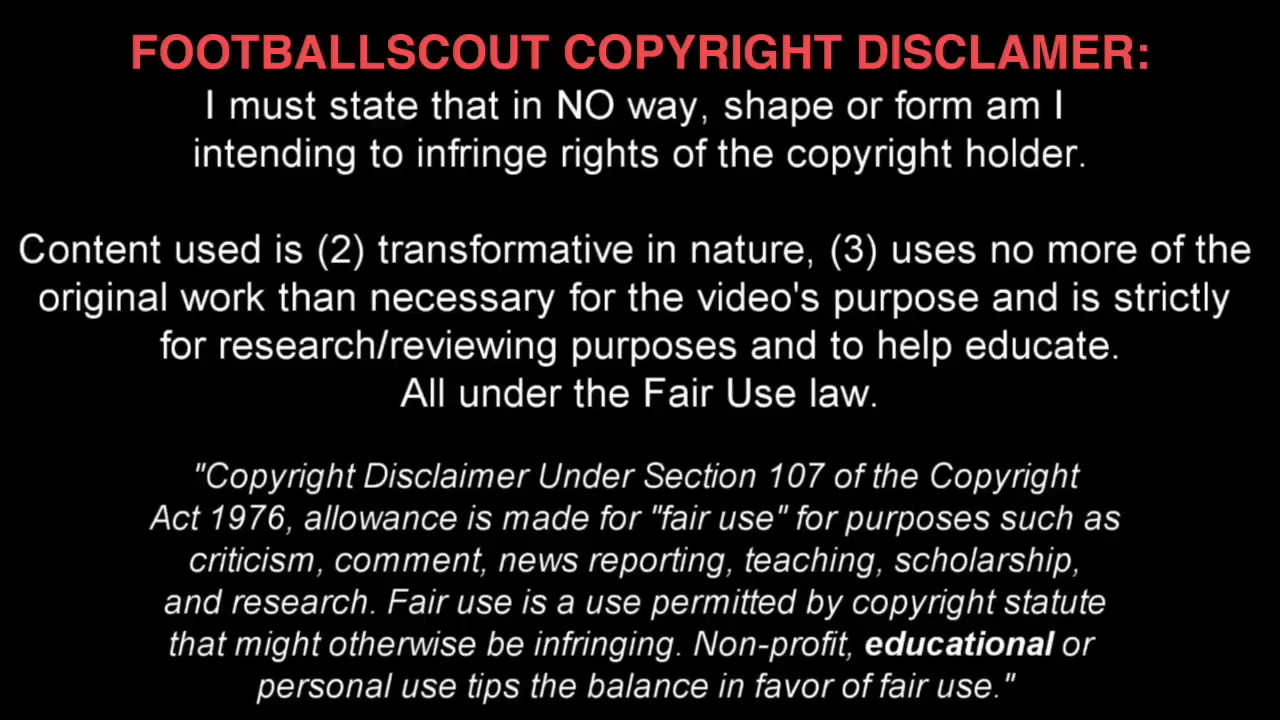 FOOTBALLSCOUT COPYRIGHT DISCLAMER:
I must state that in NO way, shape or form am I
intending to infringe rights of the copyright holder.
Content used is (2) transformative in nature, (3) uses no more of the
original work than necessary for the video's purpose and is strictly
for research/reviewing purposes and to help educate.
All under the Fair Use law.
"Copyright Disclaimer Under Section 107 of the Copyright
Act 1976, allowance is made for "fair use" for purposes such as
criticism, comment, news reporting, teaching, scholarship,
and research. Fair use is a use permitted by copyright statute
that might otherwise be infringing. Non-profit, educational or
personal use tips the balance in favor of fair use."